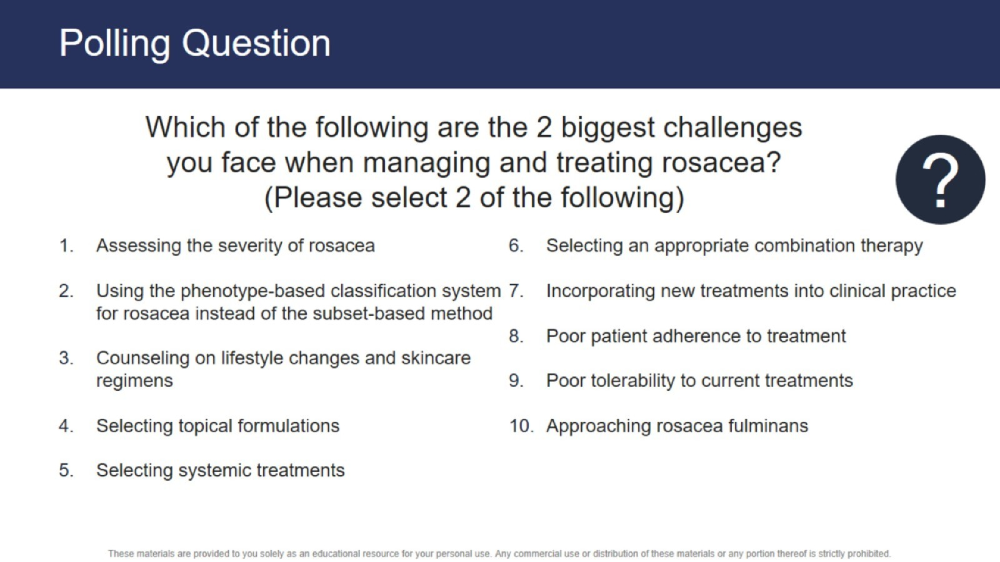 Polling Question
Which of the following are the 2 biggest challenges
you face when managing and treating rosacea?
(Please select 2 of the following)
?
1. Assessing the severity of rosacea
2. Using the phenotype-based classification system
for rosacea instead of the subset-based method
3. Counseling on lifestyle changes and skincare
regimens
4. Selecting topical formulations
5. Selecting systemic treatments
6. Selecting an appropriate combination therapy
7. Incorporating new treatments into clinical practice
8. Poor patient adherence to treatment
9. Poor tolerability to current treatments
10. Approaching rosacea fulminans
These materials are provided to you solely as an educational resource for your personal use. Any commercial use or distribution of these materials or any portion thereof is strictly prohibited.